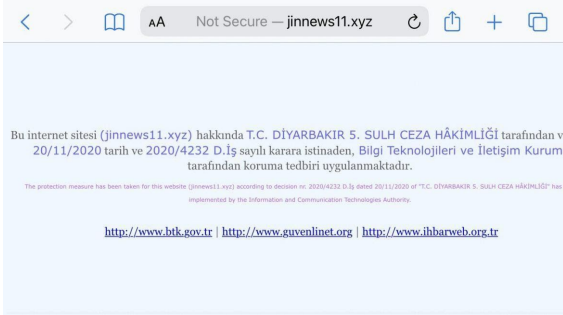 AA Not Secure — jinnews11.xyz
Bu internet sitesi (jinnews11.xyz) hakkında T.C. DİYARBAKIR 5. SULH CEZA HÂKİMLİĞİ tarafından v
20/11/2020 tarih ve 2020/4232 D.İş sayılı karara istinaden, Bilgi Teknolojileri ve İletişim Kurum
tarafından koruma tedbiri uygulanmaktadır.
The protection measure has been taken for this website (jinnews11.xyz) according to decision nr. 2020/4232 D.İş dated 20/11/2020 of "T.C. DİYARBAKIR 5. SULH CEZA HÂKİMLİĞİ" has
implemented by the Information and Communication Technologies Authority.
http://www.btk.gov.tr | http://www.guvenlinet.org | http://www.ihbarweb.org.tr